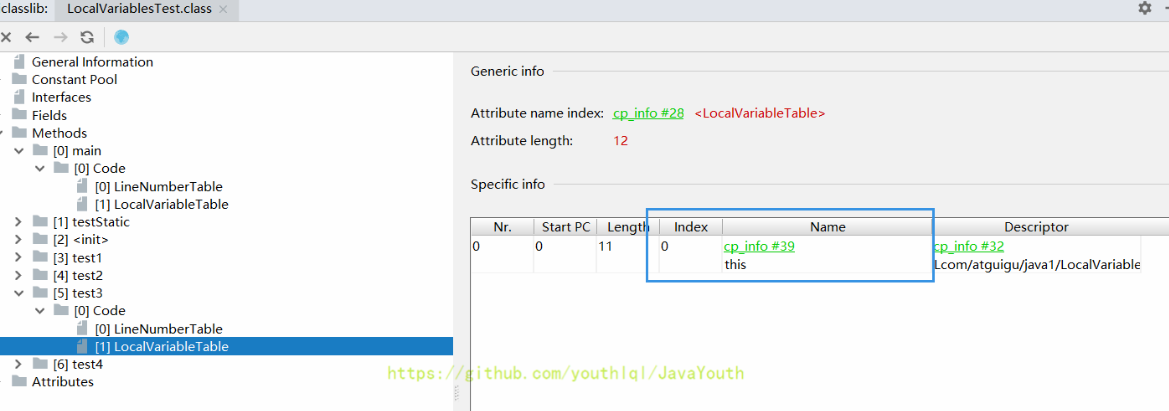 classlib: LocalVariablesTest.class
General Information
Constant Pool
Interfaces
Fields
Methods
[0] main
[0] Code
[0] LineNumberTable
[1] LocalVariableTable
[1] testStatic
[2] <init>
[3] test1
[4] test2
[5] test3
[0] Code
[0] LineNumberTable
[1] LocalVariableTable
[6] test4
Attributes
Generic info
Attribute name index: cp_info #28 <LocalVariableTable>
Attribute length: 12
Specific info
Nr. Start PC Length Index Name Descriptor
0 0 11 0 cp_info #39 cp_info #32
this Lcom/atguigu/java1/LocalVariable
https://github.com/youthlql/JavaYouth